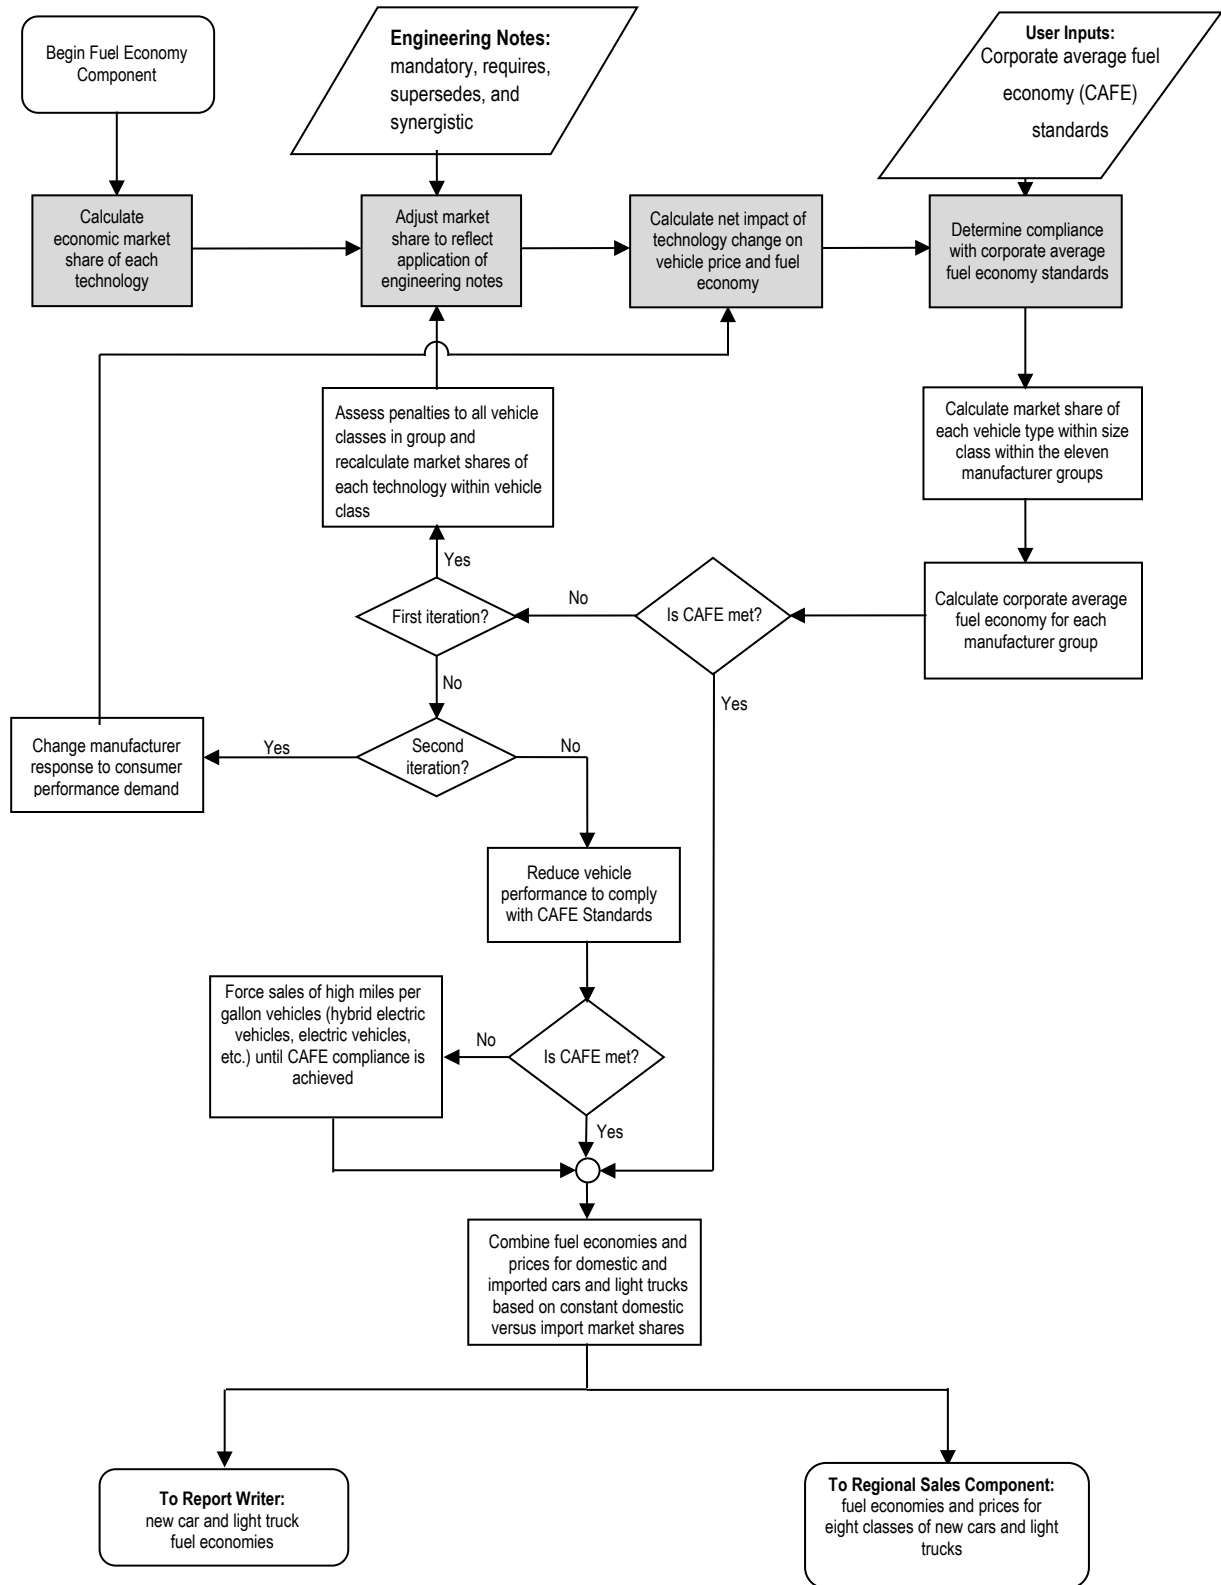 Begin Fuel Economy
Component
Engineering Notes:
mandatory, requires,
supersedes, and
synergistic
User Inputs:
Corporate average fuel
economy (CAFE)
standards
Calculate
economic market
share of each
technology
Adjust market
share to reflect
application of
engineering notes
Calculate net impact of
technology change on
vehicle price and fuel
economy
Determine compliance
with corporate average
fuel economy standards
Assess penalties to all vehicle
classes in group and
recalculate market shares of
each technology within vehicle
class
Calculate market share of
each vehicle type within size
class within the eleven
manufacturer groups
Yes
First iteration?
No
Is CAFE met?
Calculate corporate average
fuel economy for each
manufacturer group
No
Yes
Change manufacturer
response to consumer
performance demand
Yes
Second
iteration?
No
Reduce vehicle
performance to comply
with CAFE Standards
Force sales of high miles per
gallon vehicles (hybrid electric
vehicles, electric vehicles,
etc.) until CAFE compliance is
achieved
No
Is CAFE met?
Yes
Combine fuel economies and
prices for domestic and
imported cars and light trucks
based on constant domestic
versus import market shares
To Report Writer:
new car and light truck
fuel economies
To Regional Sales Component:
fuel economies and prices for
eight classes of new cars and light
trucks